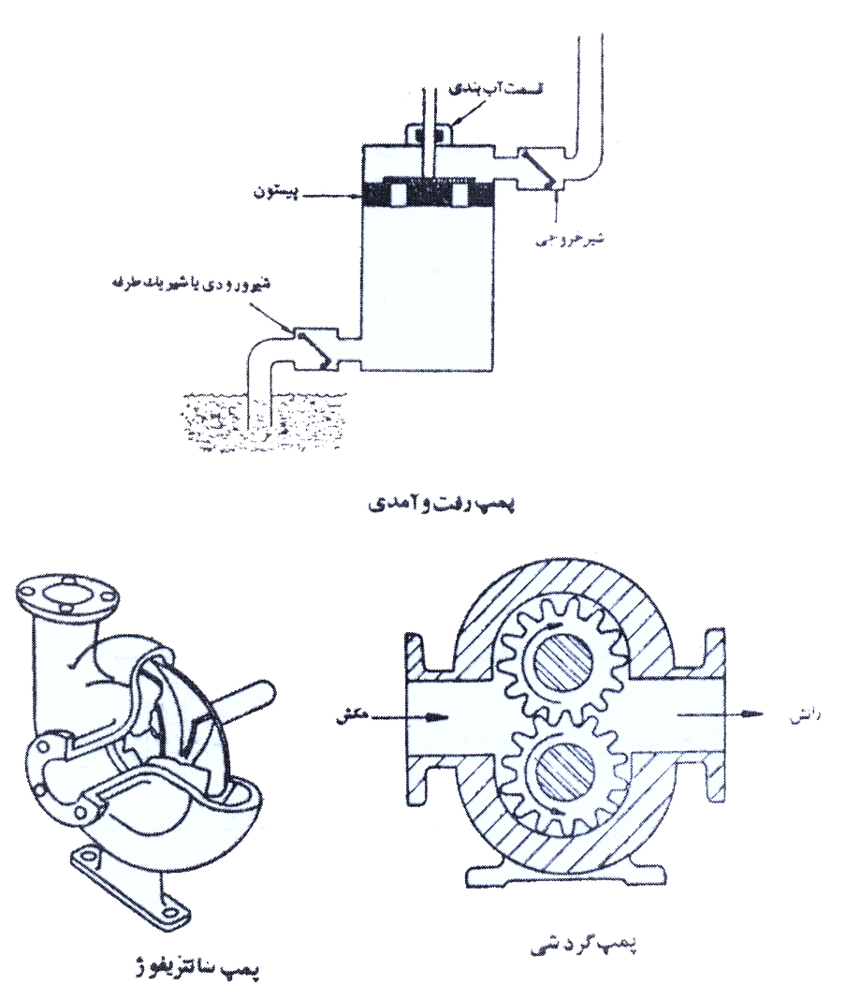 قسمت آب بندی
پیستون
شیر خروجی
شیر ورودی یا شیر یک طرفه
پمپ رفت و آمدی
مکش
رانش
پمپ گردشی
پمپ سانتریفوژ